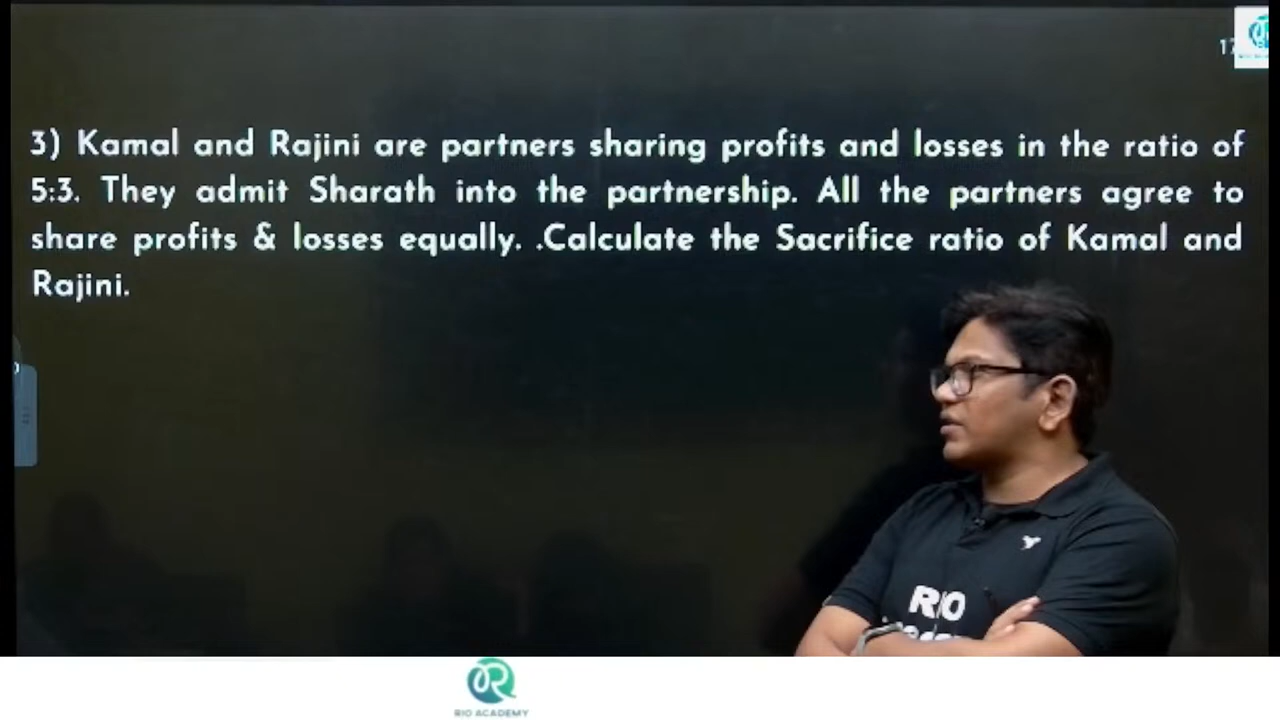 17
3) Kamal and Rajini are partners sharing profits and losses in the ratio of
5:3. They admit Sharath into the partnership. All the partners agree to
share profits & losses equally. .Calculate the Sacrifice ratio of Kamal and
Rajini.
RIO
RIO ACADEMY